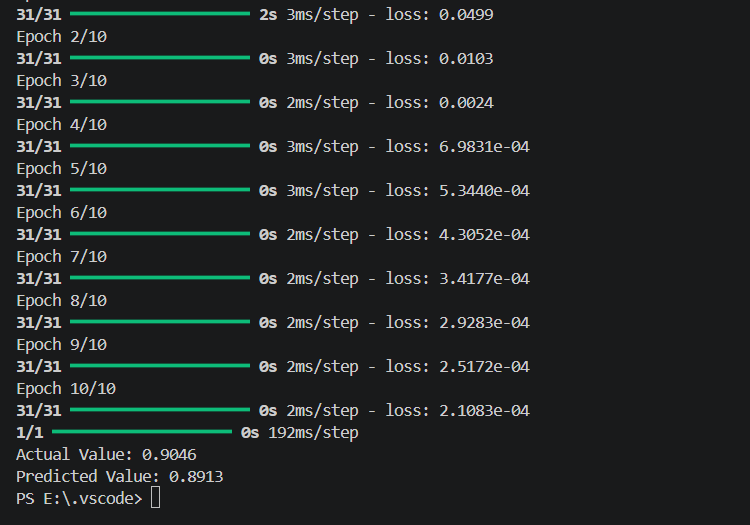 31/31 ━━━━━━━━━━━━━━━━━━━━ 2s 3ms/step - loss: 0.0499
Epoch 2/10
31/31 ━━━━━━━━━━━━━━━━━━━━ 0s 3ms/step - loss: 0.0103
Epoch 3/10
31/31 ━━━━━━━━━━━━━━━━━━━━ 0s 2ms/step - loss: 0.0024
Epoch 4/10
31/31 ━━━━━━━━━━━━━━━━━━━━ 0s 3ms/step - loss: 6.9831e-04
Epoch 5/10
31/31 ━━━━━━━━━━━━━━━━━━━━ 0s 3ms/step - loss: 5.3440e-04
Epoch 6/10
31/31 ━━━━━━━━━━━━━━━━━━━━ 0s 2ms/step - loss: 4.3052e-04
Epoch 7/10
31/31 ━━━━━━━━━━━━━━━━━━━━ 0s 2ms/step - loss: 3.4177e-04
Epoch 8/10
31/31 ━━━━━━━━━━━━━━━━━━━━ 0s 2ms/step - loss: 2.9283e-04
Epoch 9/10
31/31 ━━━━━━━━━━━━━━━━━━━━ 0s 2ms/step - loss: 2.5172e-04
Epoch 10/10
31/31 ━━━━━━━━━━━━━━━━━━━━ 0s 2ms/step - loss: 2.1083e-04
1/1 ━━━━━━━━━━━━━━━━━━━━ 0s 192ms/step
Actual Value: 0.9046
Predicted Value: 0.8913
PS E:\.vscode>